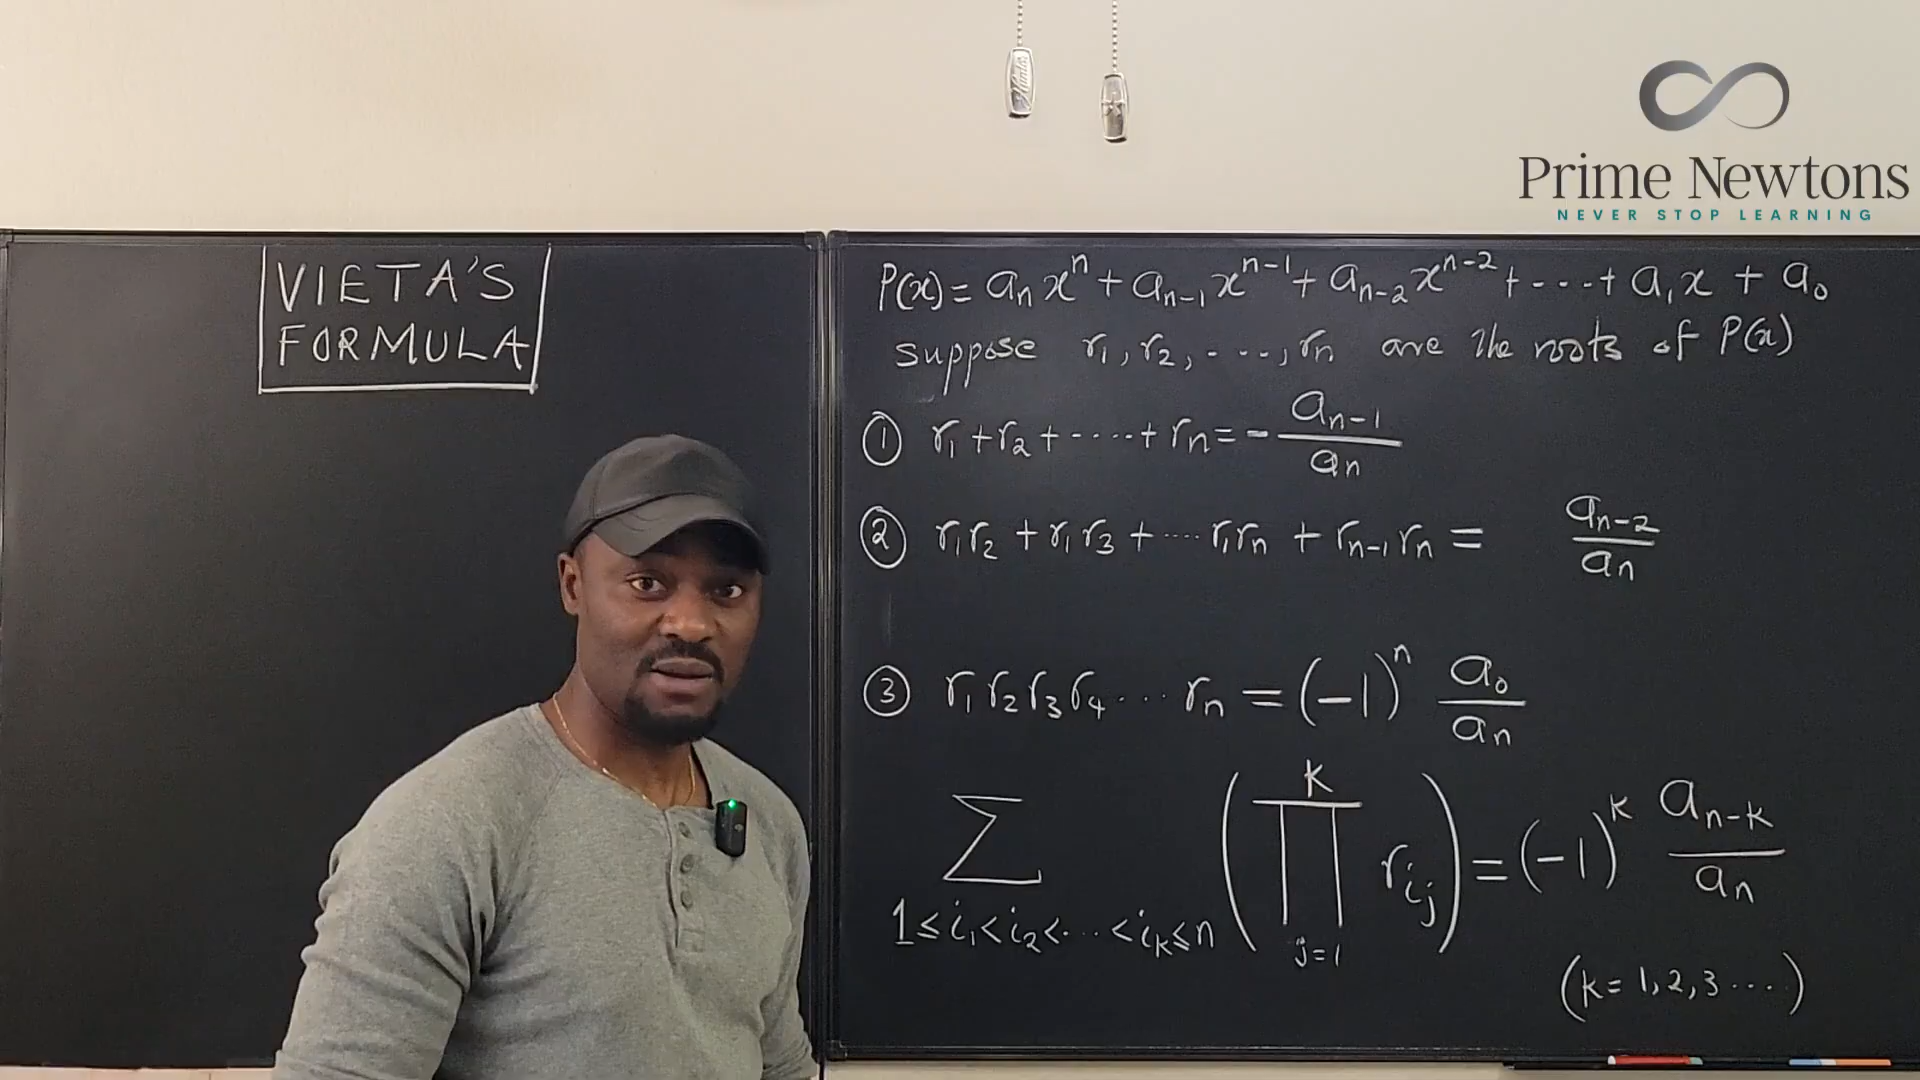 Prime Newtons
NEVER STOP LEARNING
VIETA'S
FORMULA
P(x) = aₙxⁿ + aₙ₋₁xⁿ⁻¹ + aₙ₋₂xⁿ⁻² + ---+ a₁x + a₀
suppose r₁, r₂, - - -, rₙ are the roots of P(x)
① r₁ + r₂ + ----- + rₙ = - aₙ₋₁ / aₙ
② r₁r₂ + r₁r₃ + ---- r₁rₙ + rₙ₋₁rₙ = aₙ₋₂ / aₙ
③ r₁r₂r₃r₄ ... rₙ = (-1)ⁿ a₀ / aₙ
∑ 1≤i₁<i₂<...<iₖ≤n ( ∏ j=1 k r_{i_j} ) = (-1)ᵏ aₙ₋ₖ / aₙ
(k = 1, 2, 3 ....)